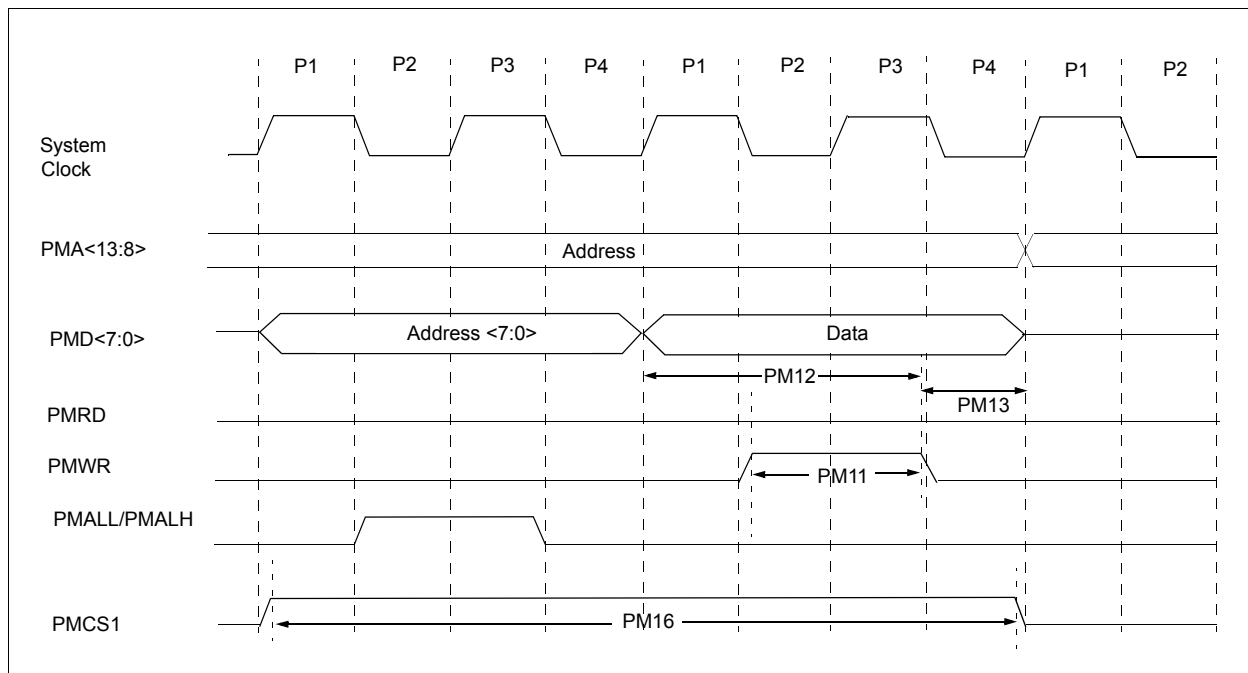 P1 P2 P3 P4 P1 P2 P3 P4 P1 P2
System
Clock
PMA<13:8>
Address
PMD<7:0>
Address <7:0>
Data
PM12
PM13
PMRD
PMWR
PM11
PMALL/PMALH
PMCS1
PM16